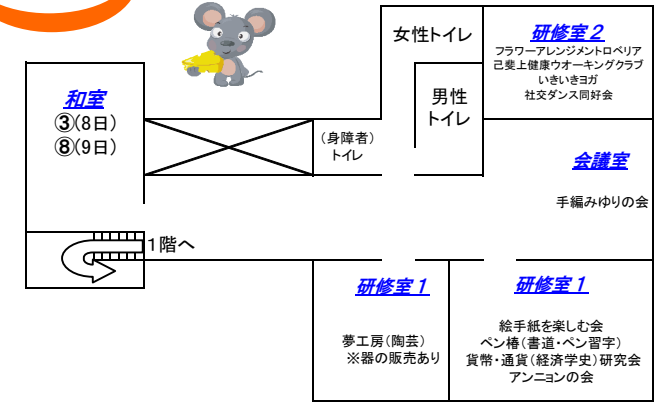 女性トイレ
研修室２
フラワーアレンジメントロベリア
己斐上健康ウオーキングクラブ
いきいきヨガ
社交ダンス同好会
和室
③(8日)
⑧(9日)
男性
トイレ
（身障者）
トイレ
会議室
手編みゆりの会
１階へ
研修室１
夢工房（陶芸）
※器の販売あり
研修室１
絵手紙を楽しむ会
ペン椿（書道・ペン習字）
貨幣・通貨（経済学史）研究会
アンニョンの会